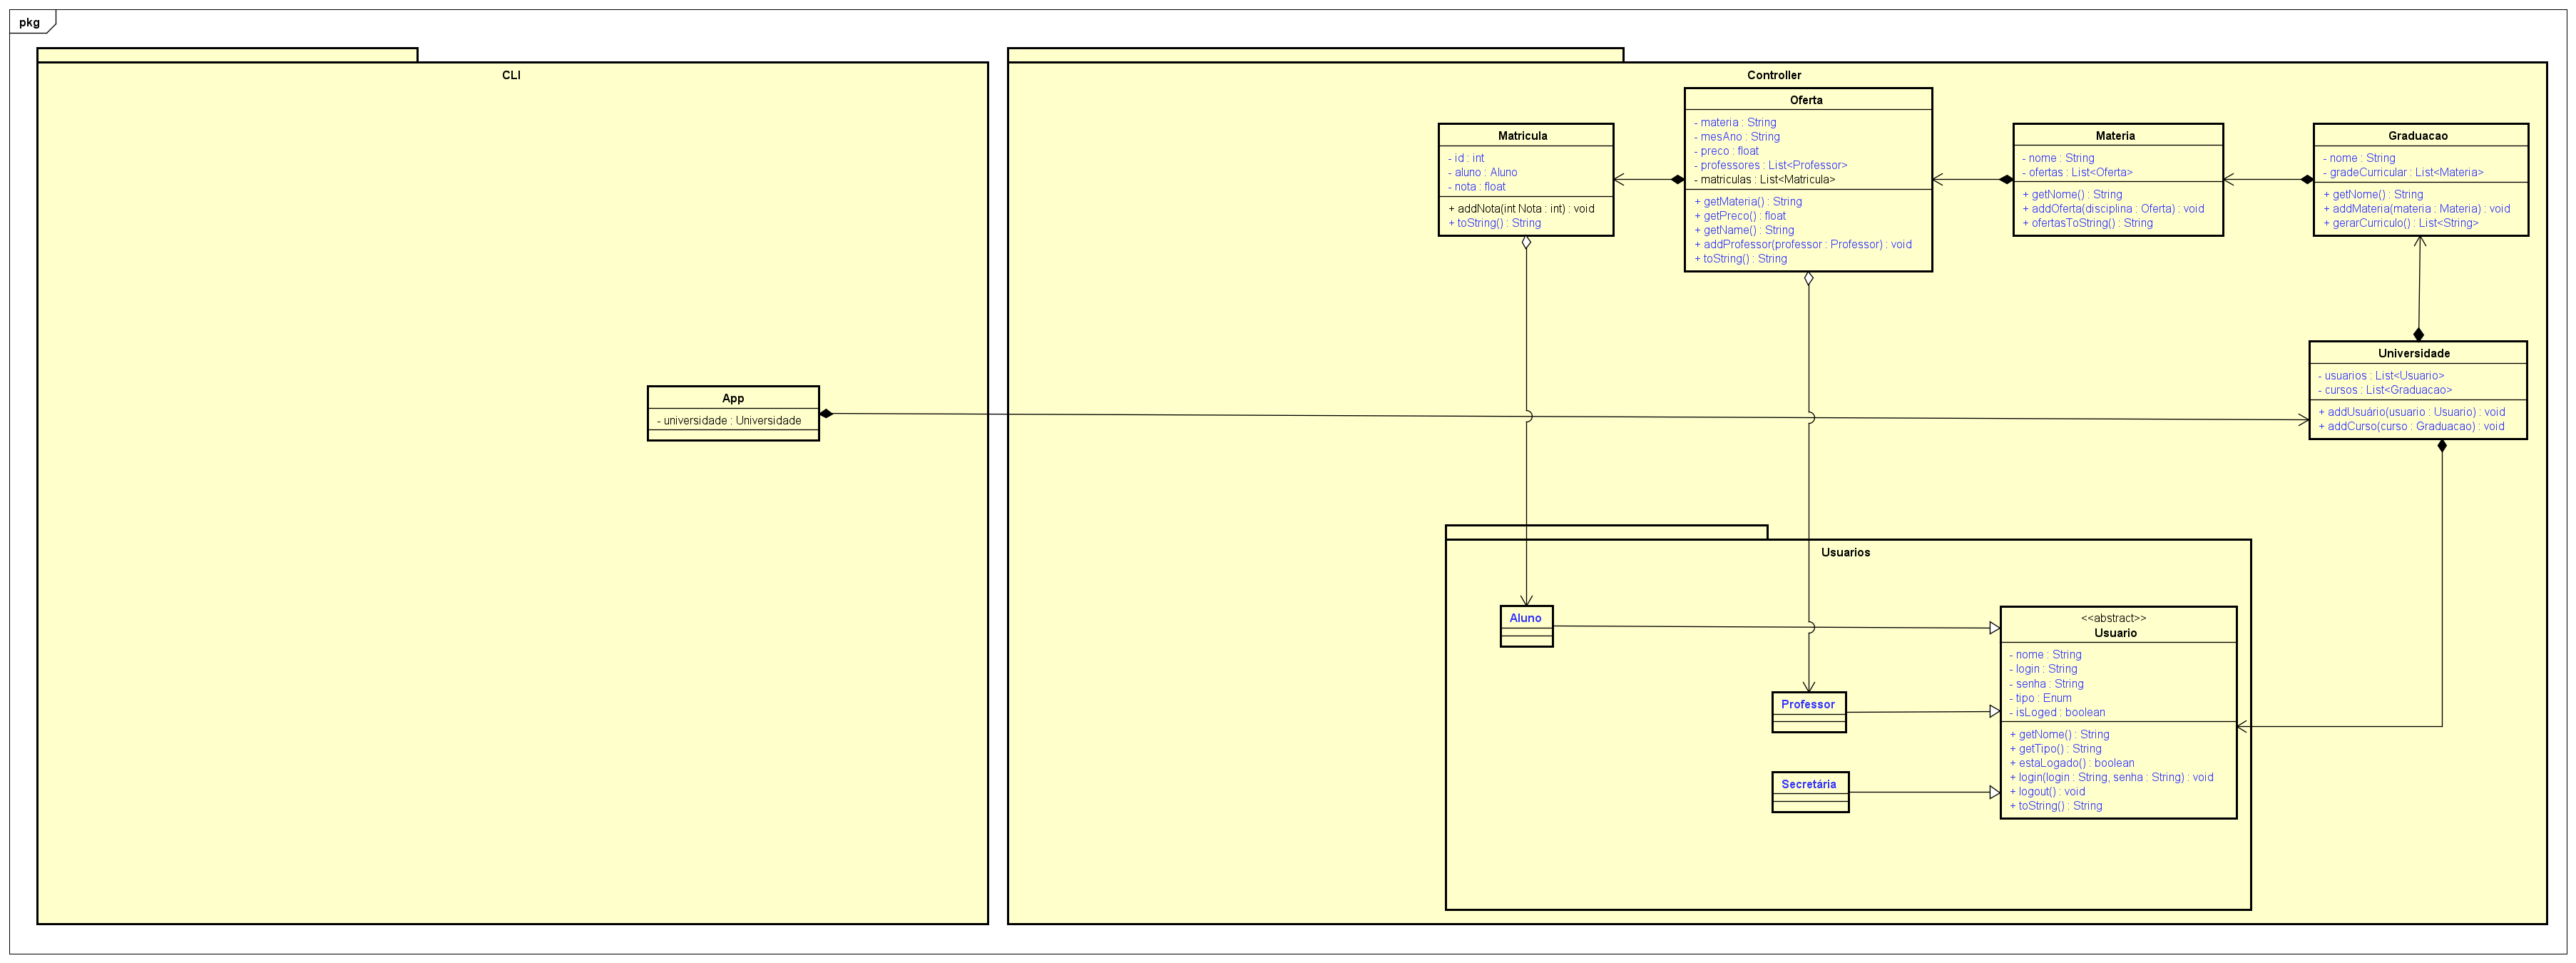 pkg
CLI
App
- universidade : Universidade
Controller
Matricula
- id : int
- aluno : Aluno
- nota : float
+ addNota(int Nota : int) : void
+ toString() : String
Oferta
- materia : String
- mesAno : String
- preco : float
- professores : List<Professor>
- matriculas : List<Matricula>
+ getMateria() : String
+ getPreco() : float
+ getName() : String
+ addProfessor(professor : Professor) : void
+ toString() : String
Materia
- nome : String
- ofertas : List<Oferta>
+ getNome() : String
+ addOferta(disciplina : Oferta) : void
+ ofertasToString() : String
Graduacao
- nome : String
- gradeCurricular : List<Materia>
+ getNome() : String
+ addMateria(materia : Materia) : void
+ gerarCurriculo() : List<String>
Universidade
- usuarios : List<Usuario>
- cursos : List<Graduacao>
+ addUsuário(usuario : Usuario) : void
+ addCurso(curso : Graduacao) : void
Usuarios
Aluno
Professor
Secretária
<<abstract>>
Usuario
- nome : String
- login : String
- senha : String
- tipo : Enum
- isLoged : boolean
+ getNome() : String
+ getTipo() : String
+ estaLogado() : boolean
+ login(login : String, senha : String) : void
+ logout() : void
+ toString() : String